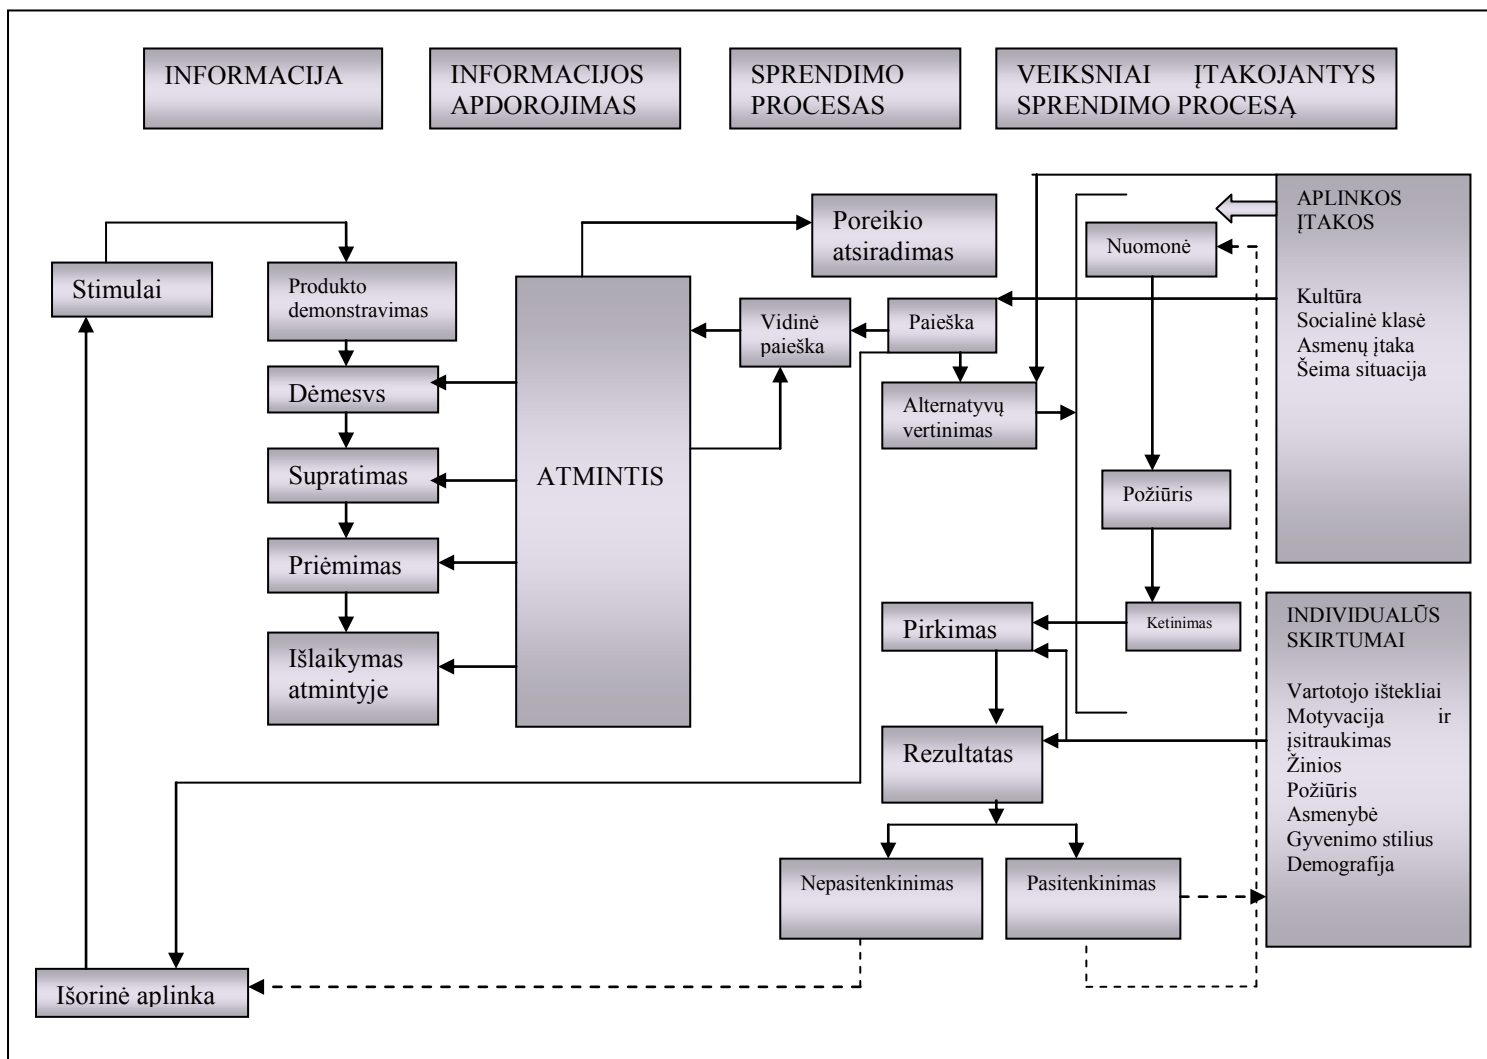 INFORMACIJA
INFORMACIJOS
APDOROJIMAS
SPRENDIMO
PROCESAS
VEIKSNIAI ĮTAKOJANTYS
SPRENDIMO PROCESĄ
Stimulai
Produkto
demonstravimas
Dėmesys
Supratimas
Priėmimas
Išlaikymas
atmintyje
ATMINTIS
Poreikio
atsiradimas
Vidinė
paieška
Paieška
Alternatyvų
vertinimas
Nuomonė
Požiūris
Ketinimas
Pirkimas
Rezultatas
Nepasitenkinimas
Pasitenkinimas
APLINKOS
ĮTAKOS
Kultūra
Socialinė klasė
Asmenų įtaka
Šeima situacija
INDIVIDUALŪS
SKIRTUMAI
Vartotojo ištekliai
Motyvacija ir
įsitraukimas
Žinios
Požiūris
Asmenybė
Gyvenimo stilius
Demografija
Išorinė aplinka